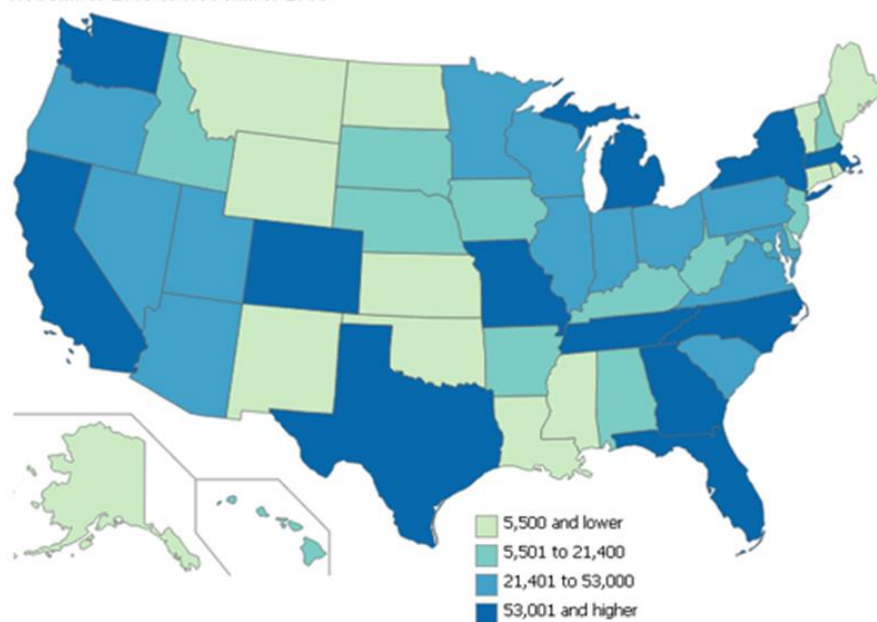 5,500 and lower
5,501 to 21,400
21,401 to 53,000
53,001 and higher